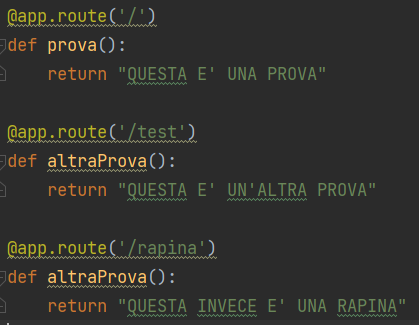 @app.route('/')
def prova():
    return "QUESTA E' UNA PROVA"

@app.route('/test')
def altraProva():
    return "QUESTA E' UN'ALTRA PROVA"

@app.route('/rapina')
def altraProva():
    return "QUESTA INVECE E' UNA RAPINA"